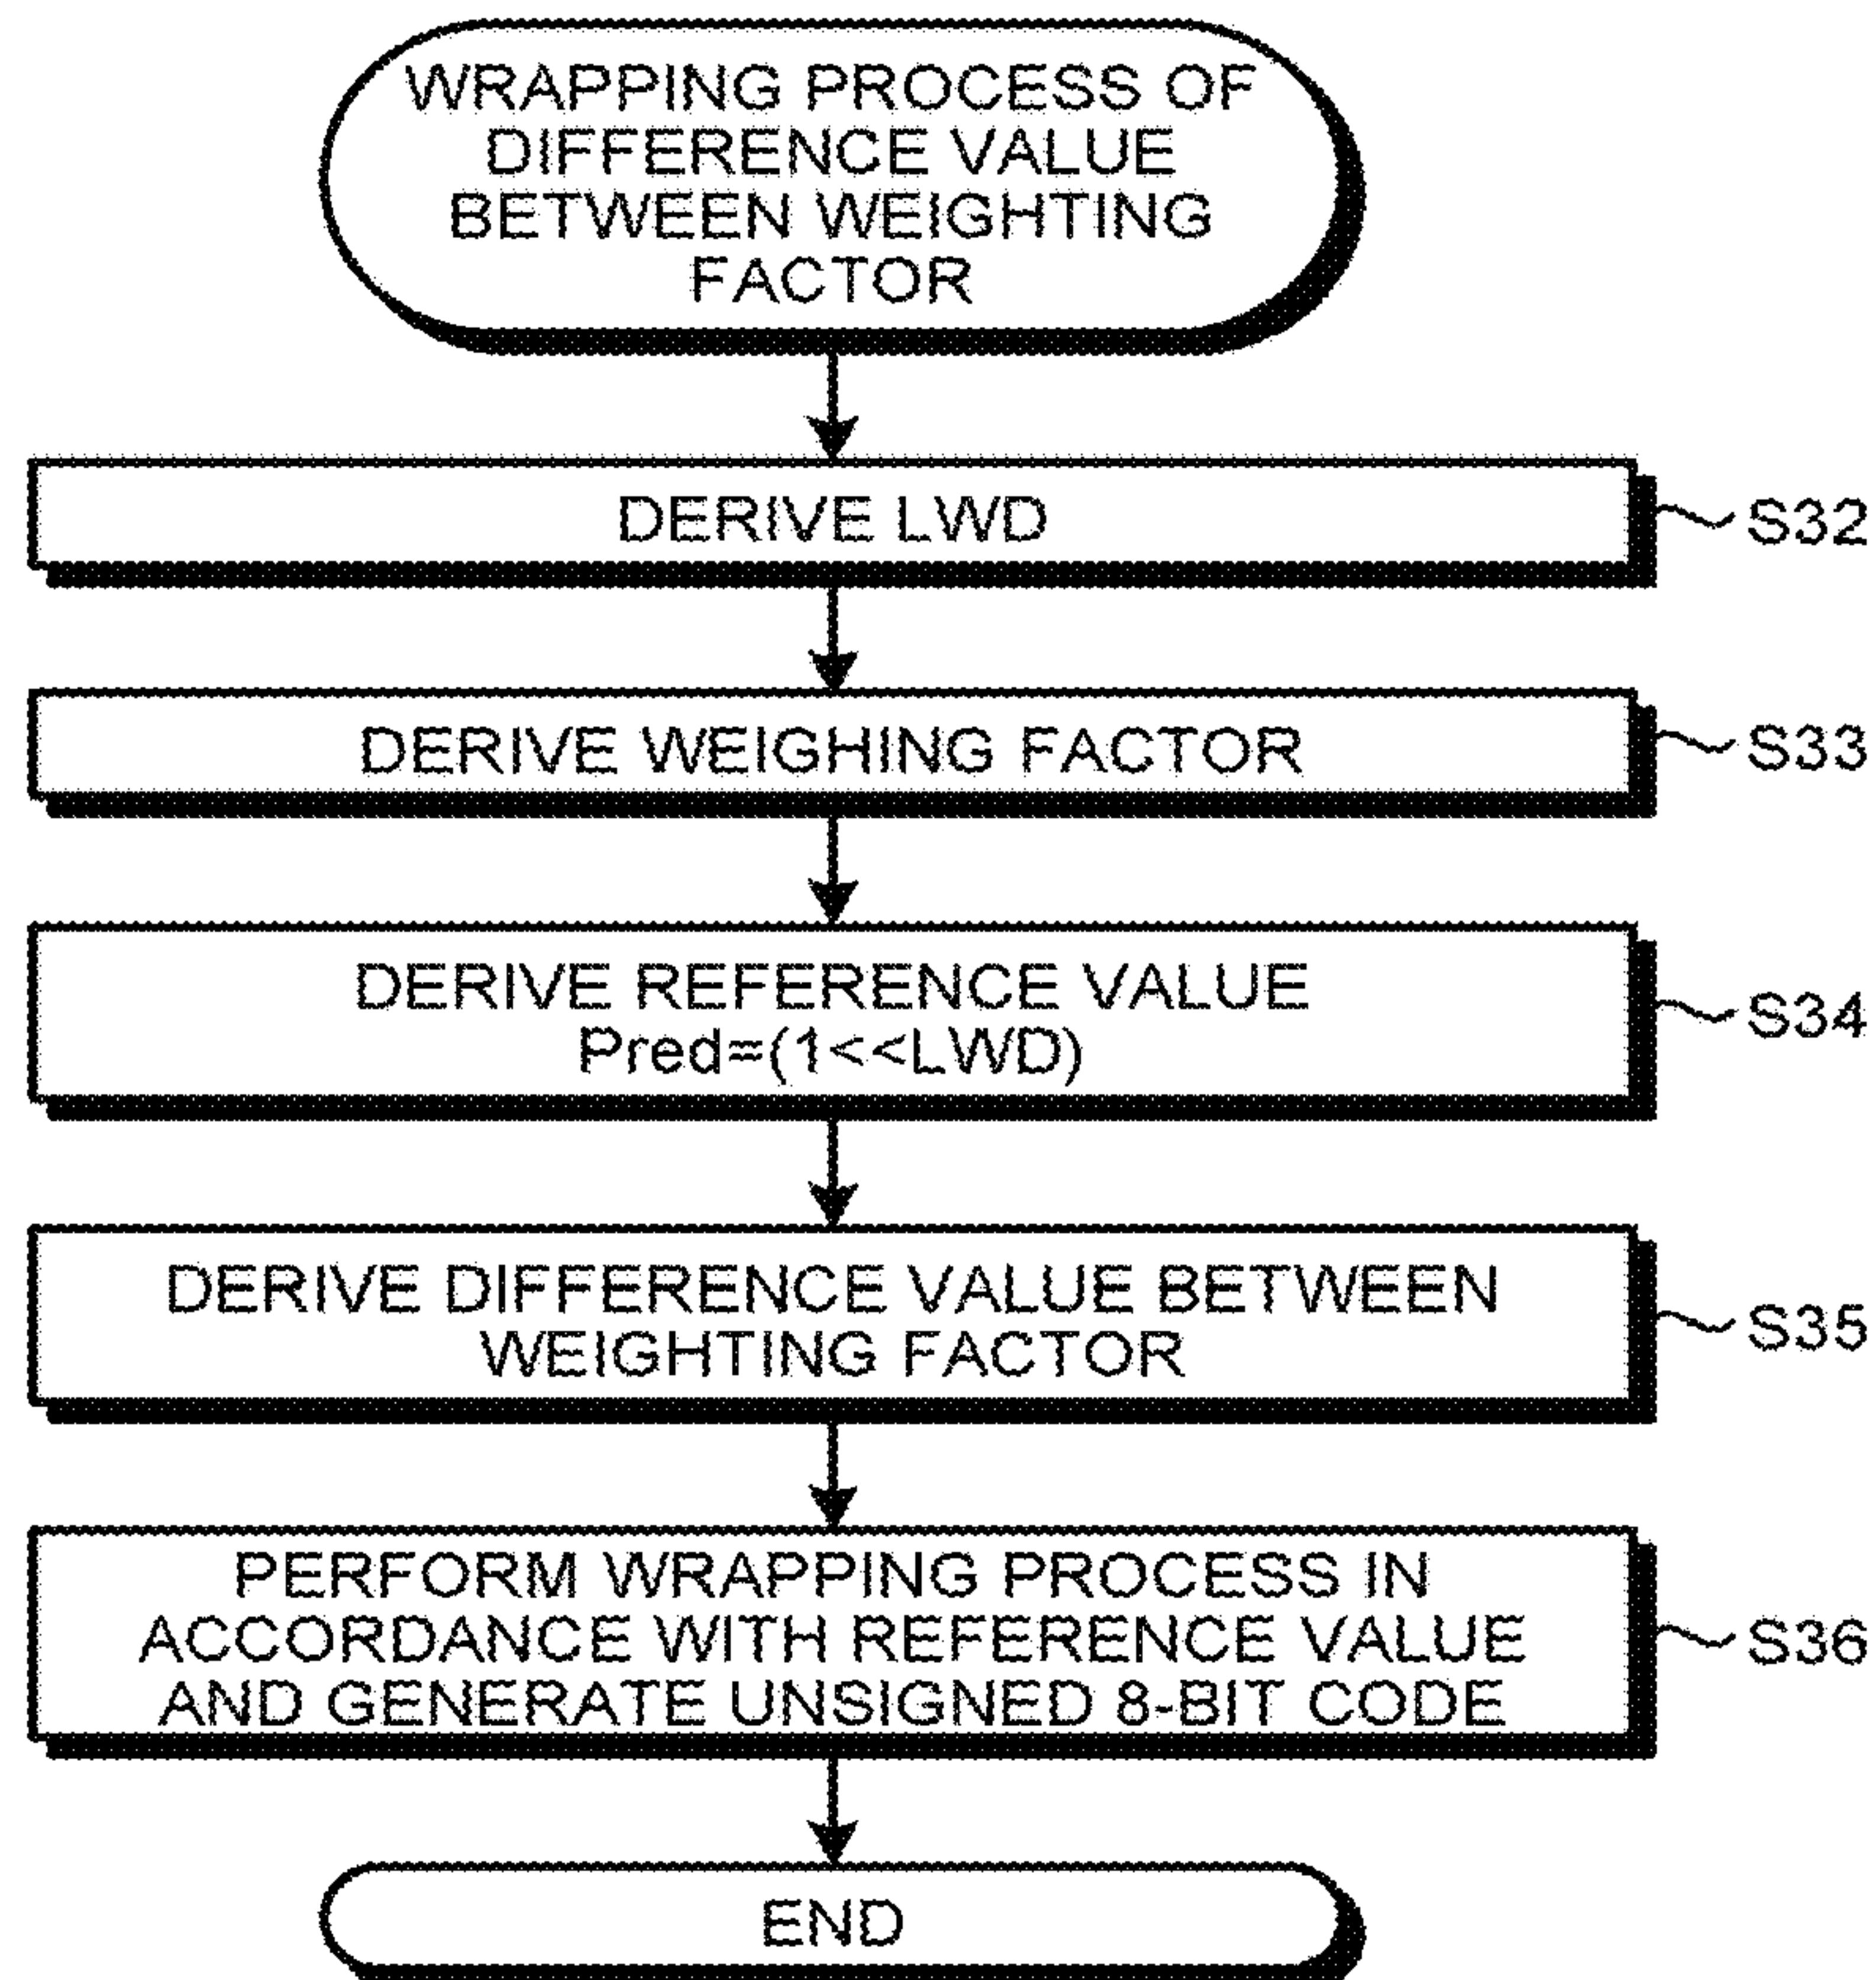 WRAPPING PROCESS OF
DIFFERENCE VALUE
BETWEEN WEIGHTING
FACTOR
DERIVE LWD
S32
DERIVE WEIGHING FACTOR
S33
DERIVE REFERENCE VALUE
Pred=(1<<LWD)
S34
DERIVE DIFFERENCE VALUE BETWEEN
WEIGHTING FACTOR
S35
PERFORM WRAPPING PROCESS IN
ACCORDANCE WITH REFERENCE VALUE
AND GENERATE UNSIGNED 8-BIT CODE
S36
END